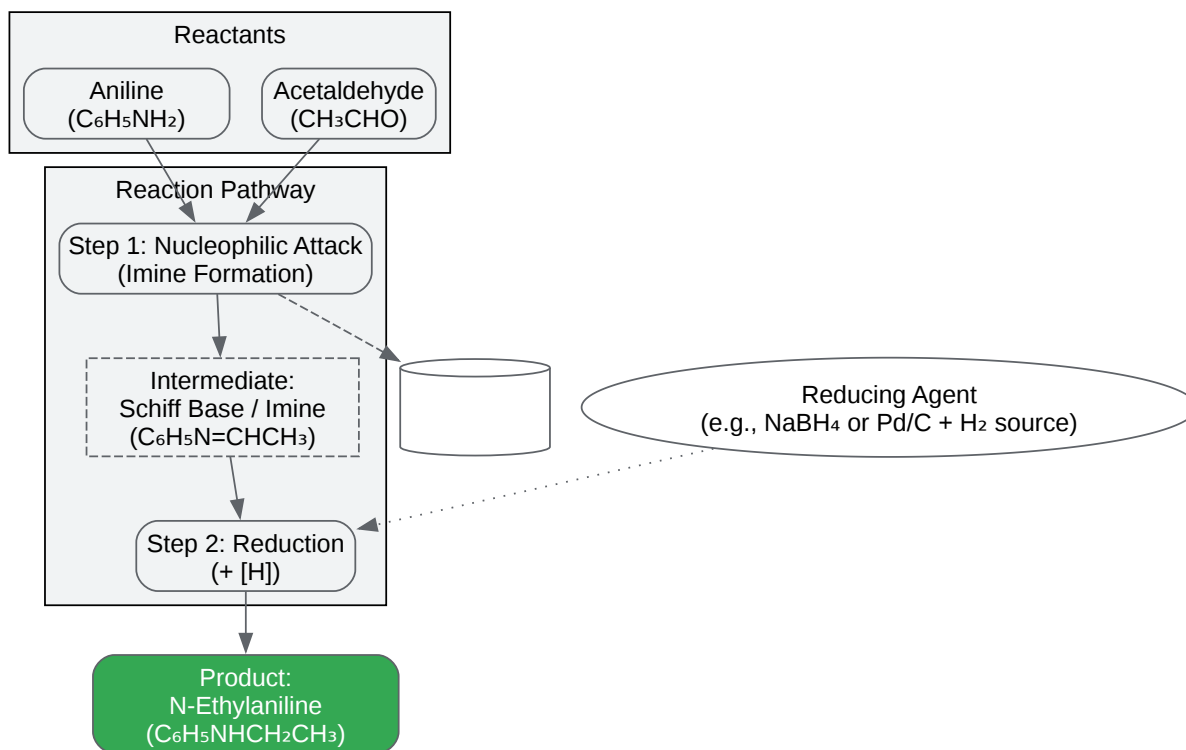 Reactants
Aniline
(C₆H₅NH₂)
Acetaldehyde
(CH₃CHO)
Reaction Pathway
Step 1: Nucleophilic Attack
(Imine Formation)
Intermediate:
Schiff Base / Imine
(C₆H₅N=CHCH₃)
Reducing Agent
(e.g., NaBH₄ or Pd/C + H₂ source)
Step 2: Reduction
(+ [H])
Product:
N-Ethylaniline
(C₆H₅NHCH₂CH₃)